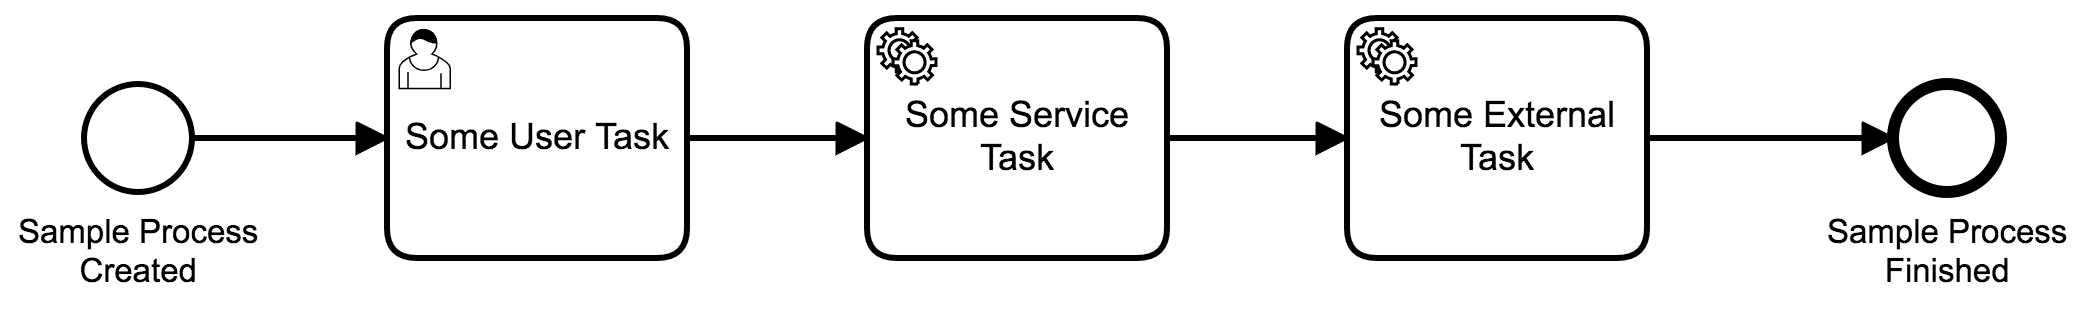 Sample Process
Created
Some User Task
Some Service
Task
Some External
Task
Sample Process
Finished